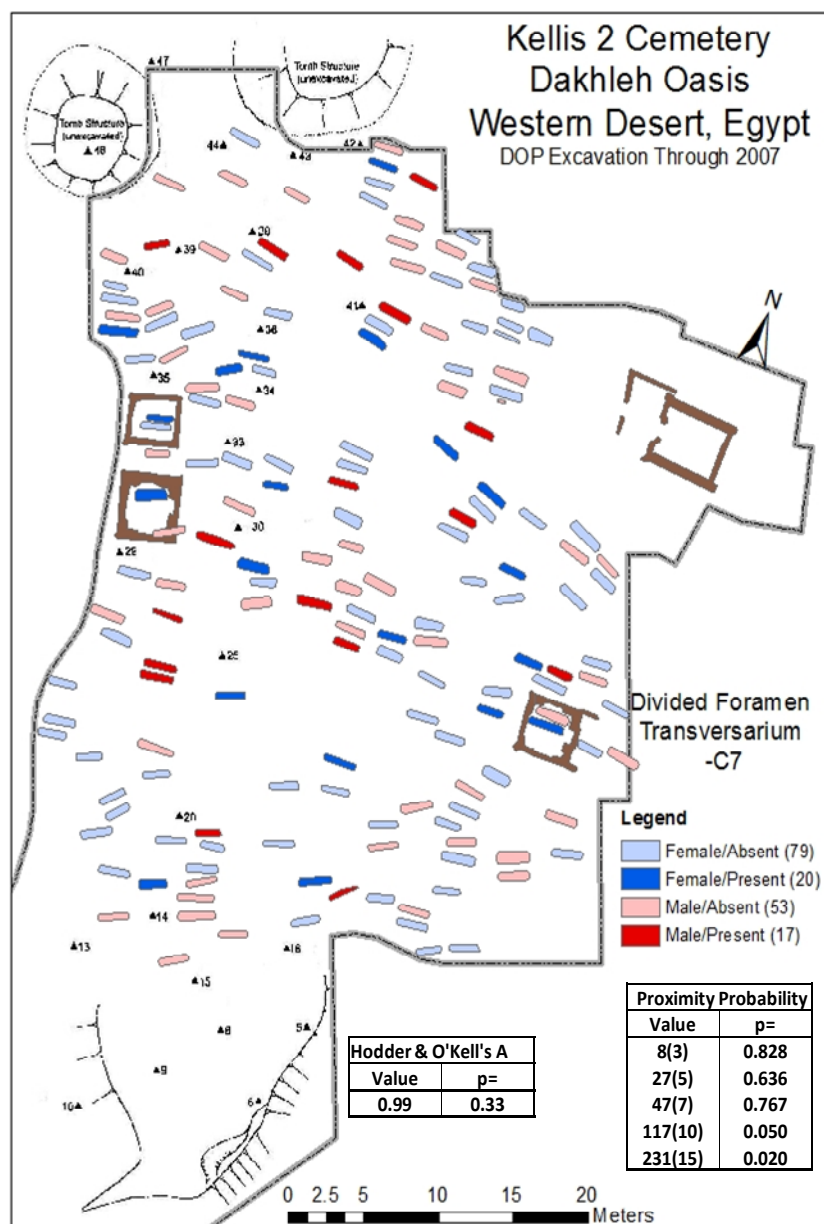 Kellis 2 Cemetery
Dakhleh Oasis
Western Desert, Egypt
DOP Excavation Through 2007
47
Tomb Structure
(unexcavated)
Tomb Structure
(unexcavated)
48
44
43
42
39
40
41
36
35
34
30
29
25
20
14
13
16
15
8
5
9
10
6
N
Divided Foramen
Transversarium
-C7
Legend
Female/Absent (79)
Female/Present (20)
Male/Absent (53)
Male/Present (17)
Proximity Probability
Value p=
8(3) 0.828
27(5) 0.636
47(7) 0.767
117(10) 0.050
231(15) 0.020
Hodder & O'Kell's A
Value p=
0.99 0.33
0 2.5 5 10 15 20
Meters